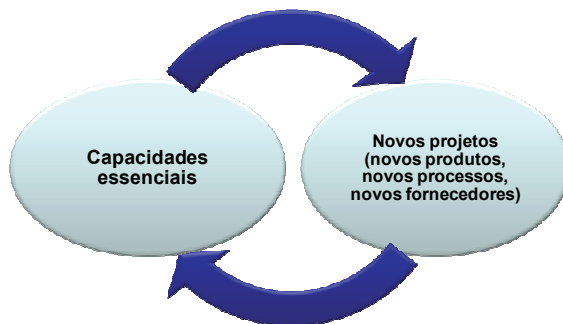 Capacidades
essenciais
Novos projetos
(novos produtos,
novos processos,
novos fornecedores)